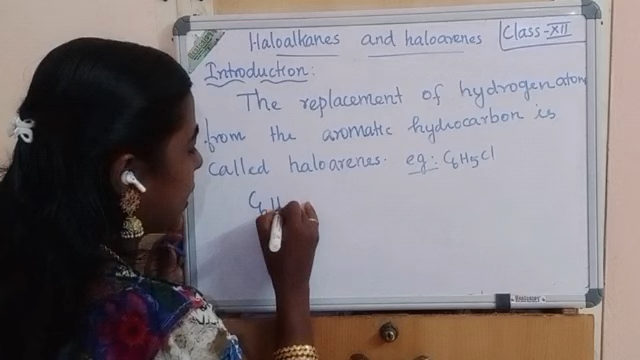 Haloalkanes and haloarenes
Class-XII
Introduction:
The replacement of hydrogen atom
from the aromatic hydrocarbon is
called haloarenes. eg:- C6H5Cl
C6H